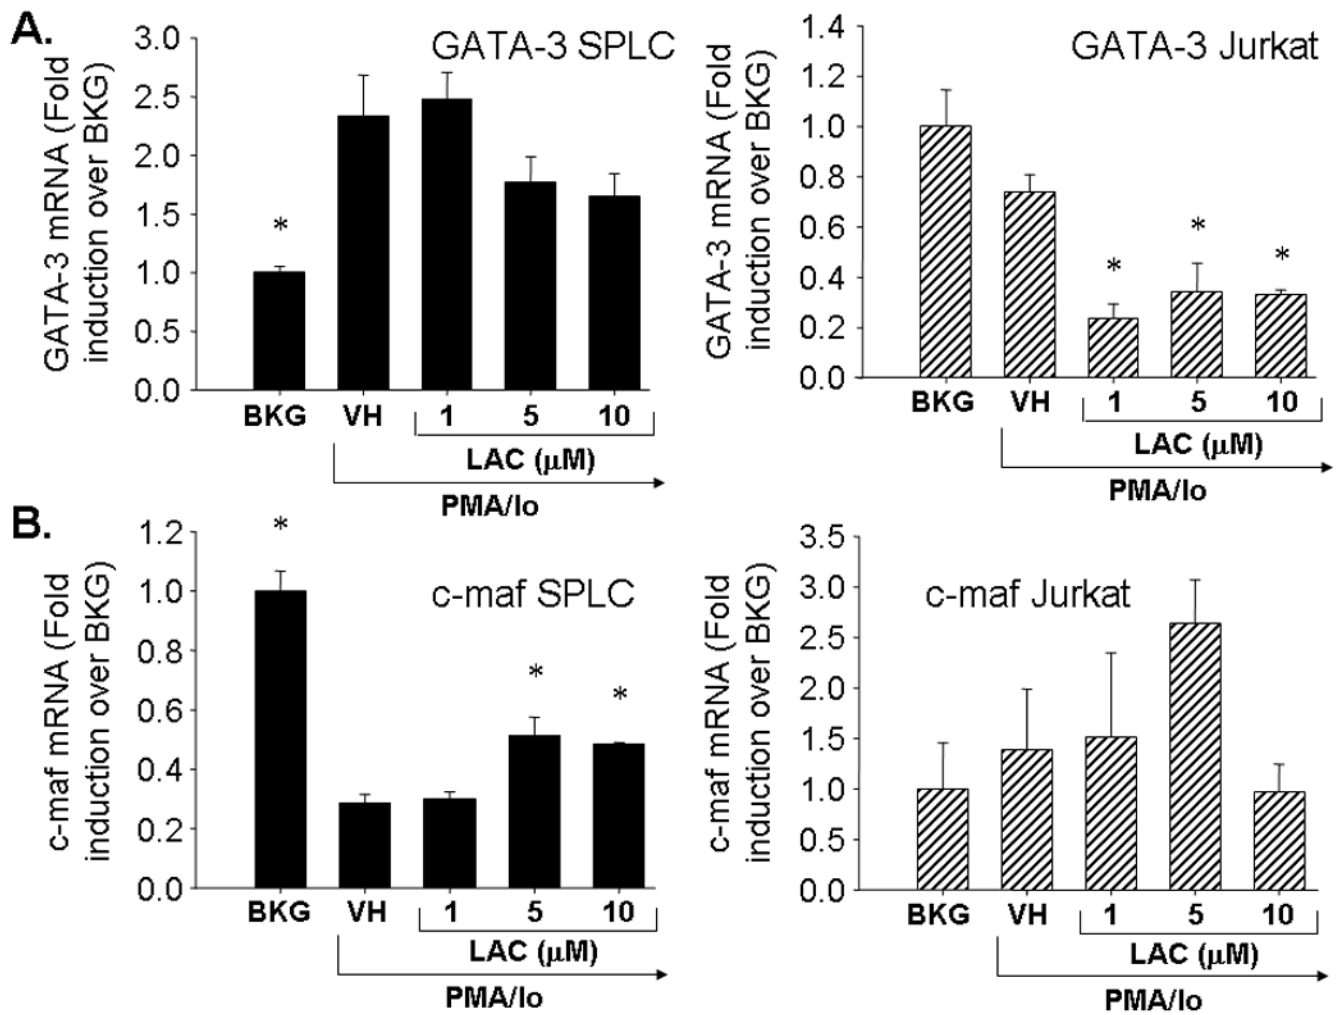 A.
GATA-3 SPLC
GATA-3 mRNA (Fold
induction over BKG)
3.0
2.5
2.0
1.5
1.0
0.5
0.0
*
BKG VH 1 5 10
LAC (µM)
PMA/Io
GATA-3 Jurkat
GATA-3 mRNA (Fold
induction over BKG)
1.4
1.2
1.0
0.8
0.6
0.4
0.2
0.0
* * *
BKG VH 1 5 10
LAC (µM)
PMA/Io
B.
c-maf SPLC
c-maf mRNA (Fold
induction over BKG)
1.2
1.0
0.8
0.6
0.4
0.2
0.0
* * *
BKG VH 1 5 10
LAC (µM)
PMA/Io
c-maf Jurkat
c-maf mRNA (Fold
induction over BKG)
3.5
3.0
2.5
2.0
1.5
1.0
0.5
0.0
BKG VH 1 5 10
LAC (µM)
PMA/Io